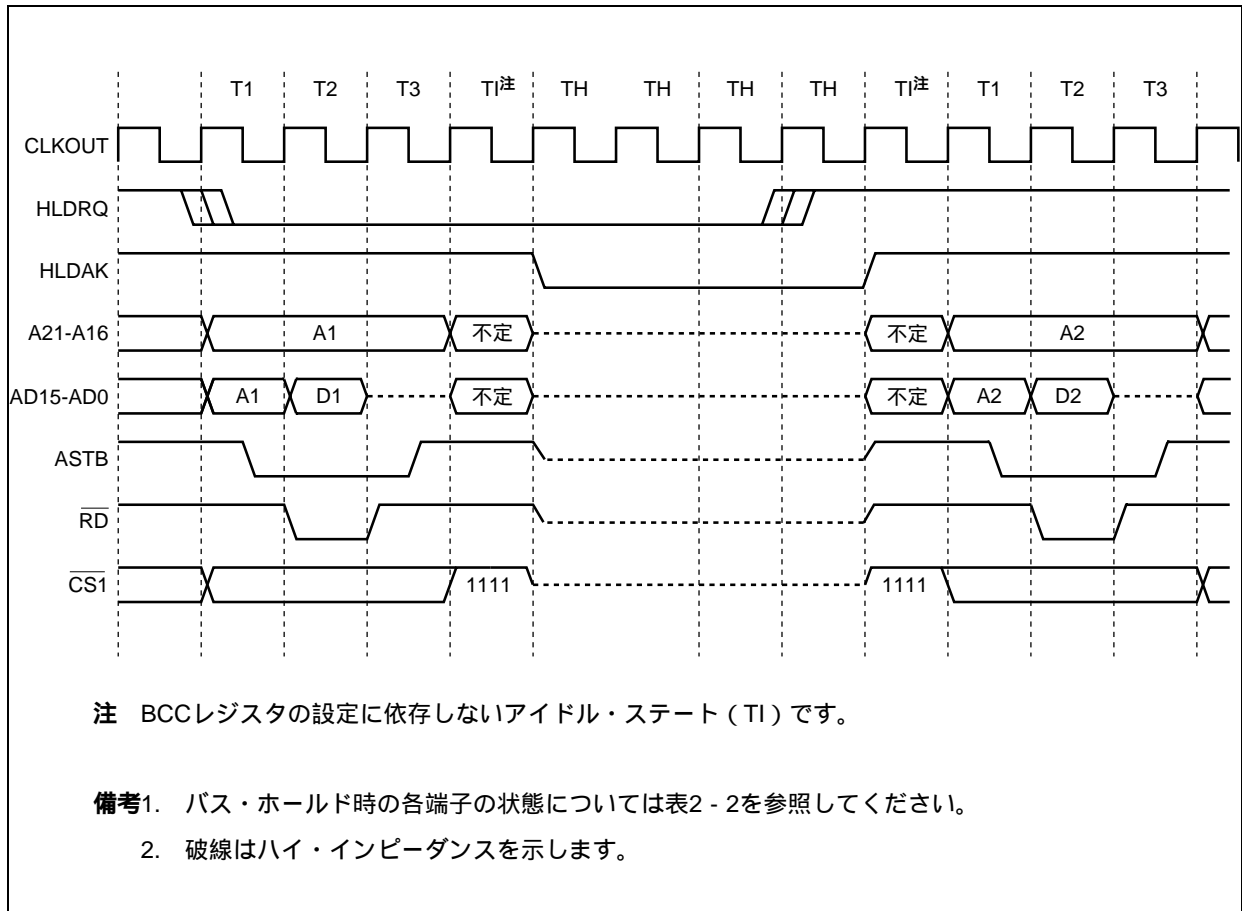 T1 T2 T3 TI注 TH TH TH TH TI注 T1 T2 T3
CLKOUT
HLDRQ
HLDAK
A21-A16 A1 不定 不定 A2
AD15-AD0 A1 D1 不定 不定 A2 D2
ASTB
RD
CS1 1111 1111
注 BCCレジスタの設定に依存しないアイドル・ステート（TI）です。
備考1. バス・ホールド時の各端子の状態については表2-2を参照してください。
2. 破線はハイ・インピーダンスを示します。